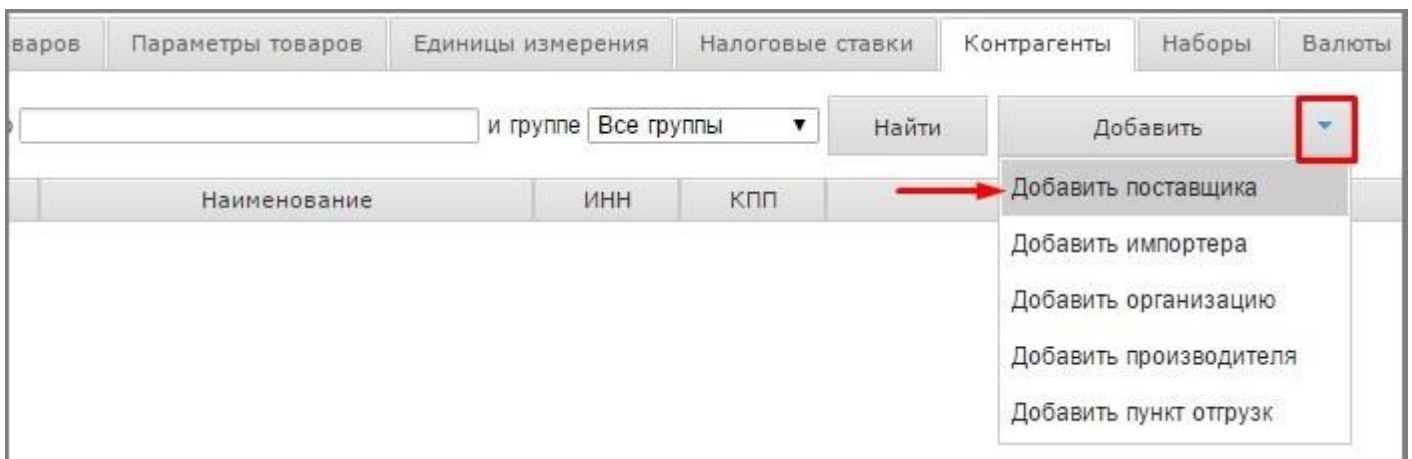 варов Параметры товаров Единицы измерения Налоговые ставки Контрагенты Наборы Валюты
и группе Все группы Найти Добавить
Наименование ИНН КПП
Добавить поставщика
Добавить импортера
Добавить организацию
Добавить производителя
Добавить пункт отгрузк